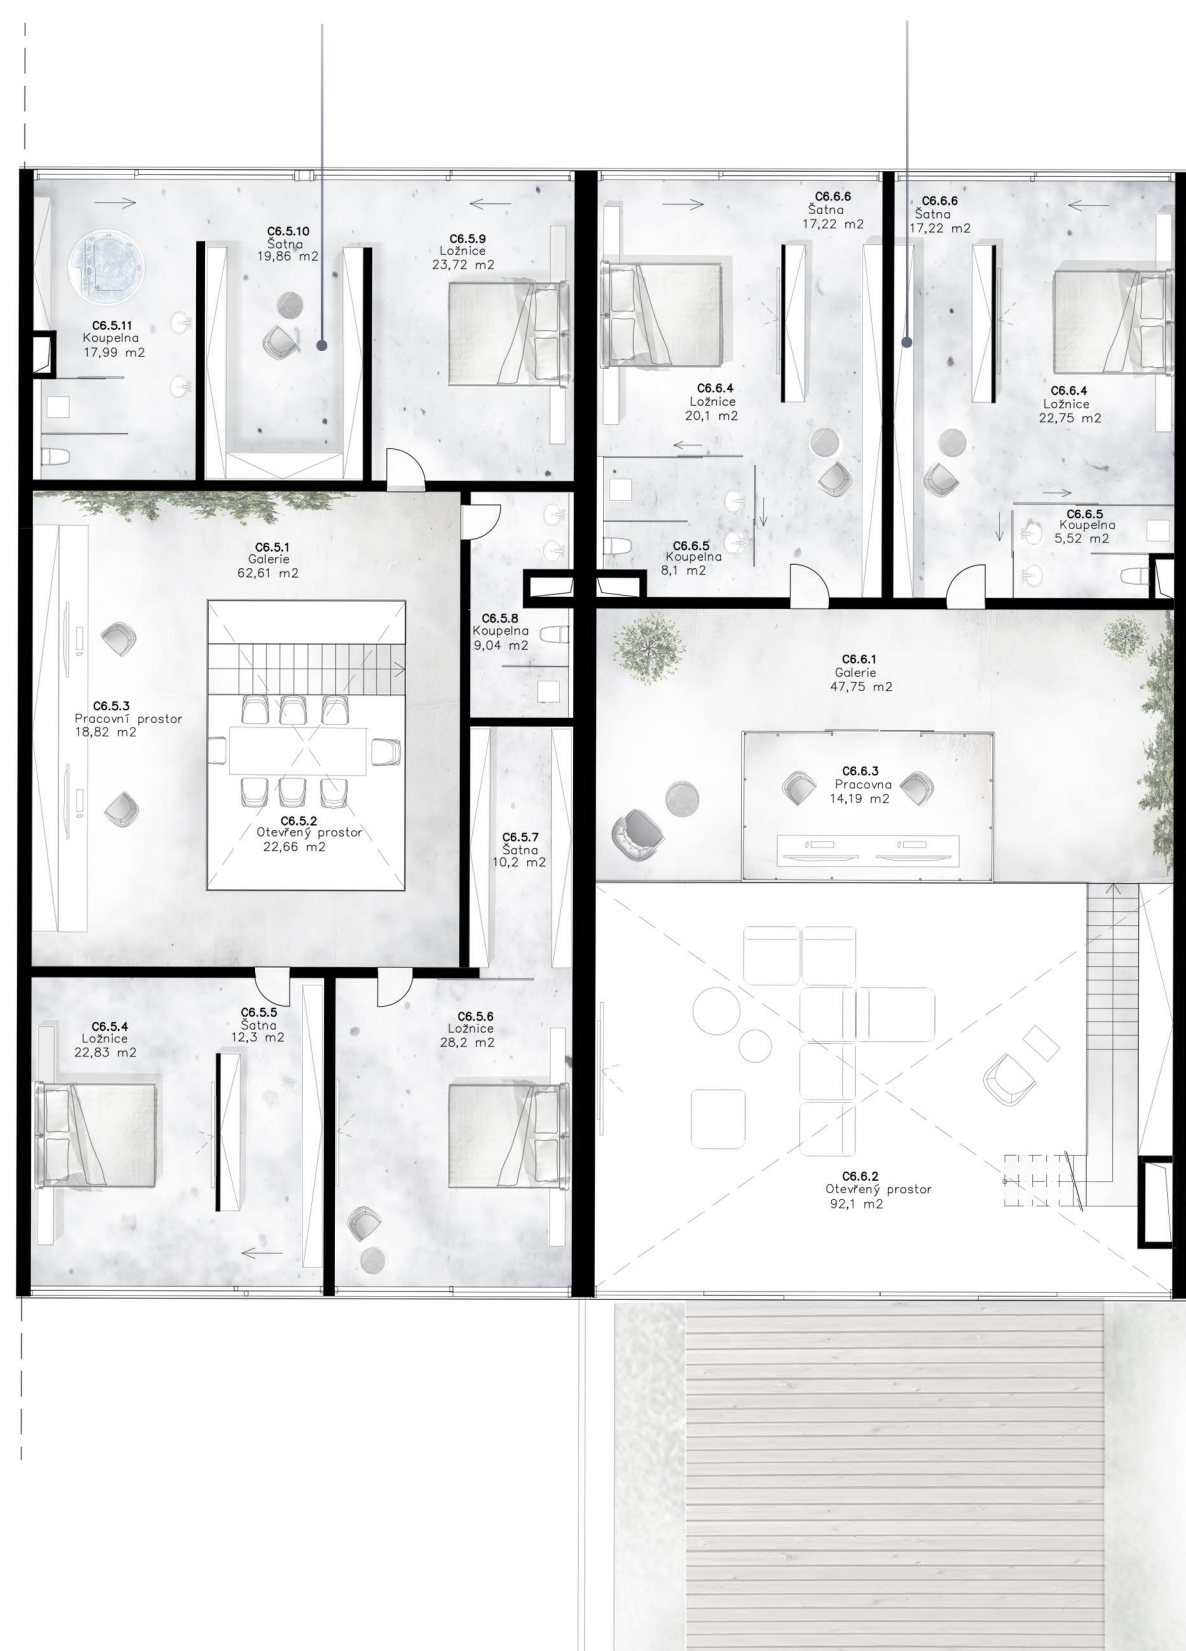 C6.5.10
Šatna
19,86 m2
C6.5.9
Ložnice
23,72 m2
C6.5.11
Koupelna
17,99 m2
C6.6.6
Šatna
17,22 m2
C6.6.6
Šatna
17,22 m2
C6.6.4
Ložnice
20,1 m2
C6.6.4
Ložnice
22,75 m2
C6.6.5
Koupelna
8,1 m2
C6.6.5
Koupelna
5,52 m2
C6.5.1
Galerie
62,61 m2
C6.5.8
Koupelna
9,04 m2
C6.5.3
Pracovní prostor
18,82 m2
C6.5.2
Otevřený prostor
22,66 m2
C6.5.7
Šatna
10,2 m2
C6.6.1
Galerie
47,75 m2
C6.6.3
Pracovna
14,19 m2
C6.5.4
Ložnice
22,83 m2
C6.5.5
Šatna
12,3 m2
C6.5.6
Ložnice
28,2 m2
C6.6.2
Otevřený prostor
92,1 m2